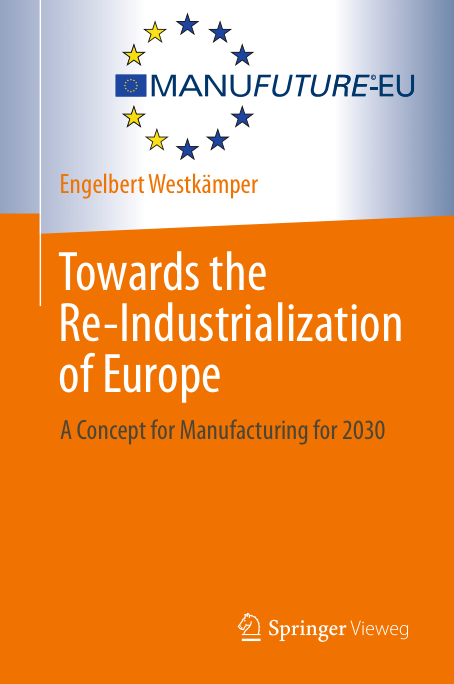 MANUFUTURE©-EU
Engelbert Westkämper
Towards the
Re-Industrialization
of Europe
A Concept for Manufacturing for 2030
Springer Vieweg